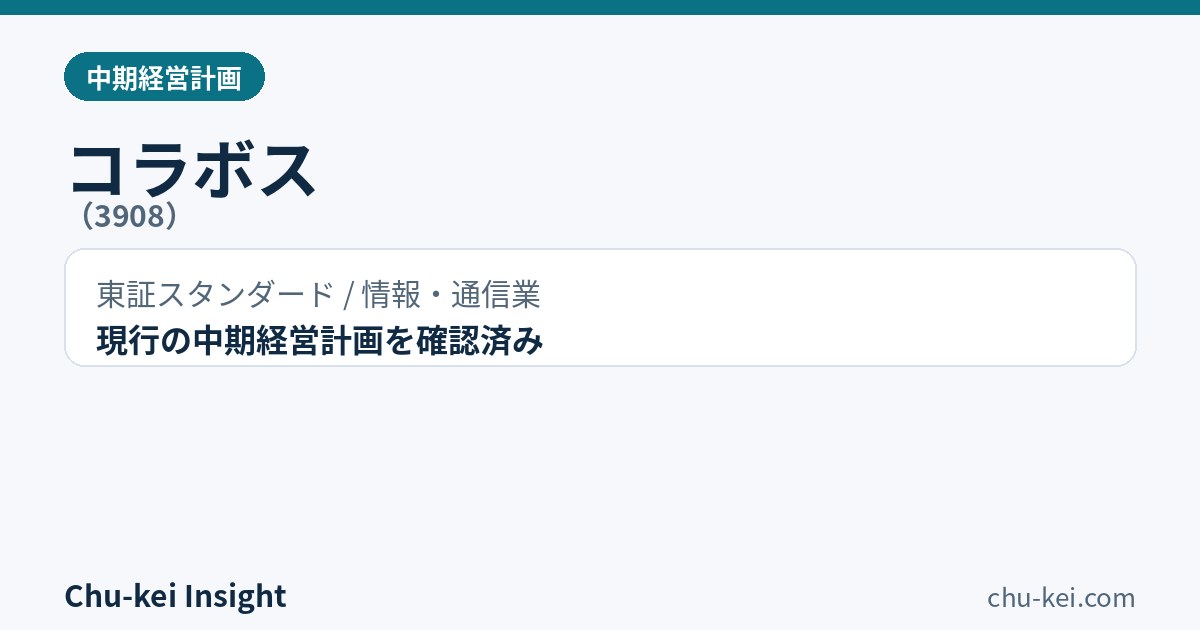 中期経営計画
コラボス
（3908）
東証スタンダード / 情報・通信業
現行の中期経営計画を確認済み
Chu-kei Insight
chu-kei.com